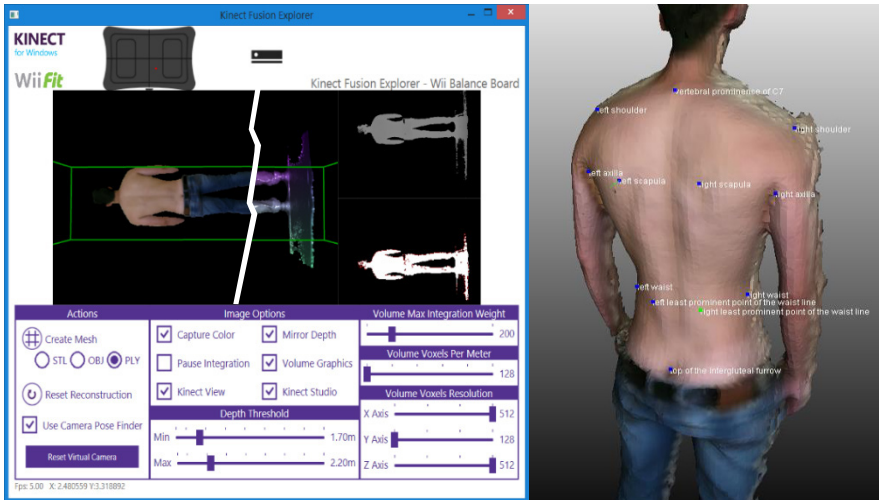 Kinect Fusion Explorer
KINECT
for Windows
Wii Fit
Kinect Fusion Explorer - Wii Balance Board
Actions
Create Mesh
STL OBJ PLY
Reset Reconstruction
Use Camera Pose Finder
Reset Virtual Camera
Image Options
Capture Color Mirror Depth
Pause Integration Volume Graphics
Kinect View Kinect Studio
Depth Threshold
Min 1.70m
Max 2.20m
Volume Max Integration Weight
200
Volume Voxels Per Meter
128
Volume Voxels Resolution
X Axis 512
Y Axis 128
Z Axis 512
Fps: 5.00 X: 2,480559 Y:3,318892
vertebral prominence of C7
left shoulder
right shoulder
left axilla
left scapula
right scapula
right axilla
left waist
right waist
left least prominent point of the waist line
right least prominent point of the waist line
top of the intergluteal furrow